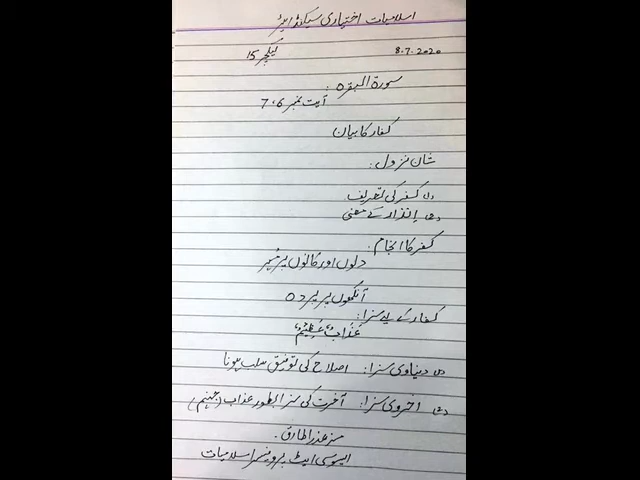 اسلامیات اختیاری سیکنڈ ایئر
8.7.2020 لیکچر 15
سورۃ البقرہ :
آیت نمبر 6، 7
کفار کا بیان
شان نزول :
(1) کفر کی تعریف
(2) انذار کے معنی
کفر کا انجام :
دلوں اور کانوں پر مہر
آنکھوں پر پردہ
کفار کے لیے سزا :
عَذَابٌ عَظِیْمٌ
(1) دنیاوی سزا : اصلاح کی توفیق سلب ہونا
(2) اخروی سزا : آخرت کی سزا بطور عذاب (جہنم)
مسز عذرا طارق -
ایسوسی ایٹ پروفیسر اسلامیات